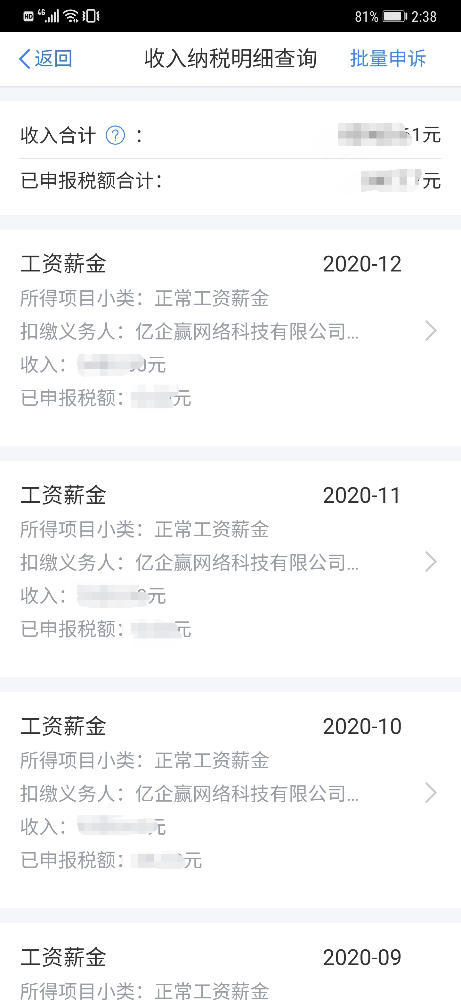 HD 4G 81% 2:38
返回 收入纳税明细查询 批量申诉
收入合计 ? : 61元
已申报税额合计: 元
工资薪金 2020-12
所得项目小类：正常工资薪金
扣缴义务人：亿企赢网络科技有限公司...
收入： 0元
已申报税额： 元
工资薪金 2020-11
所得项目小类：正常工资薪金
扣缴义务人：亿企赢网络科技有限公司...
收入： 元
已申报税额： 元
工资薪金 2020-10
所得项目小类：正常工资薪金
扣缴义务人：亿企赢网络科技有限公司...
收入： 元
已申报税额： 元
工资薪金 2020-09
所得项目小类：正常工资薪金